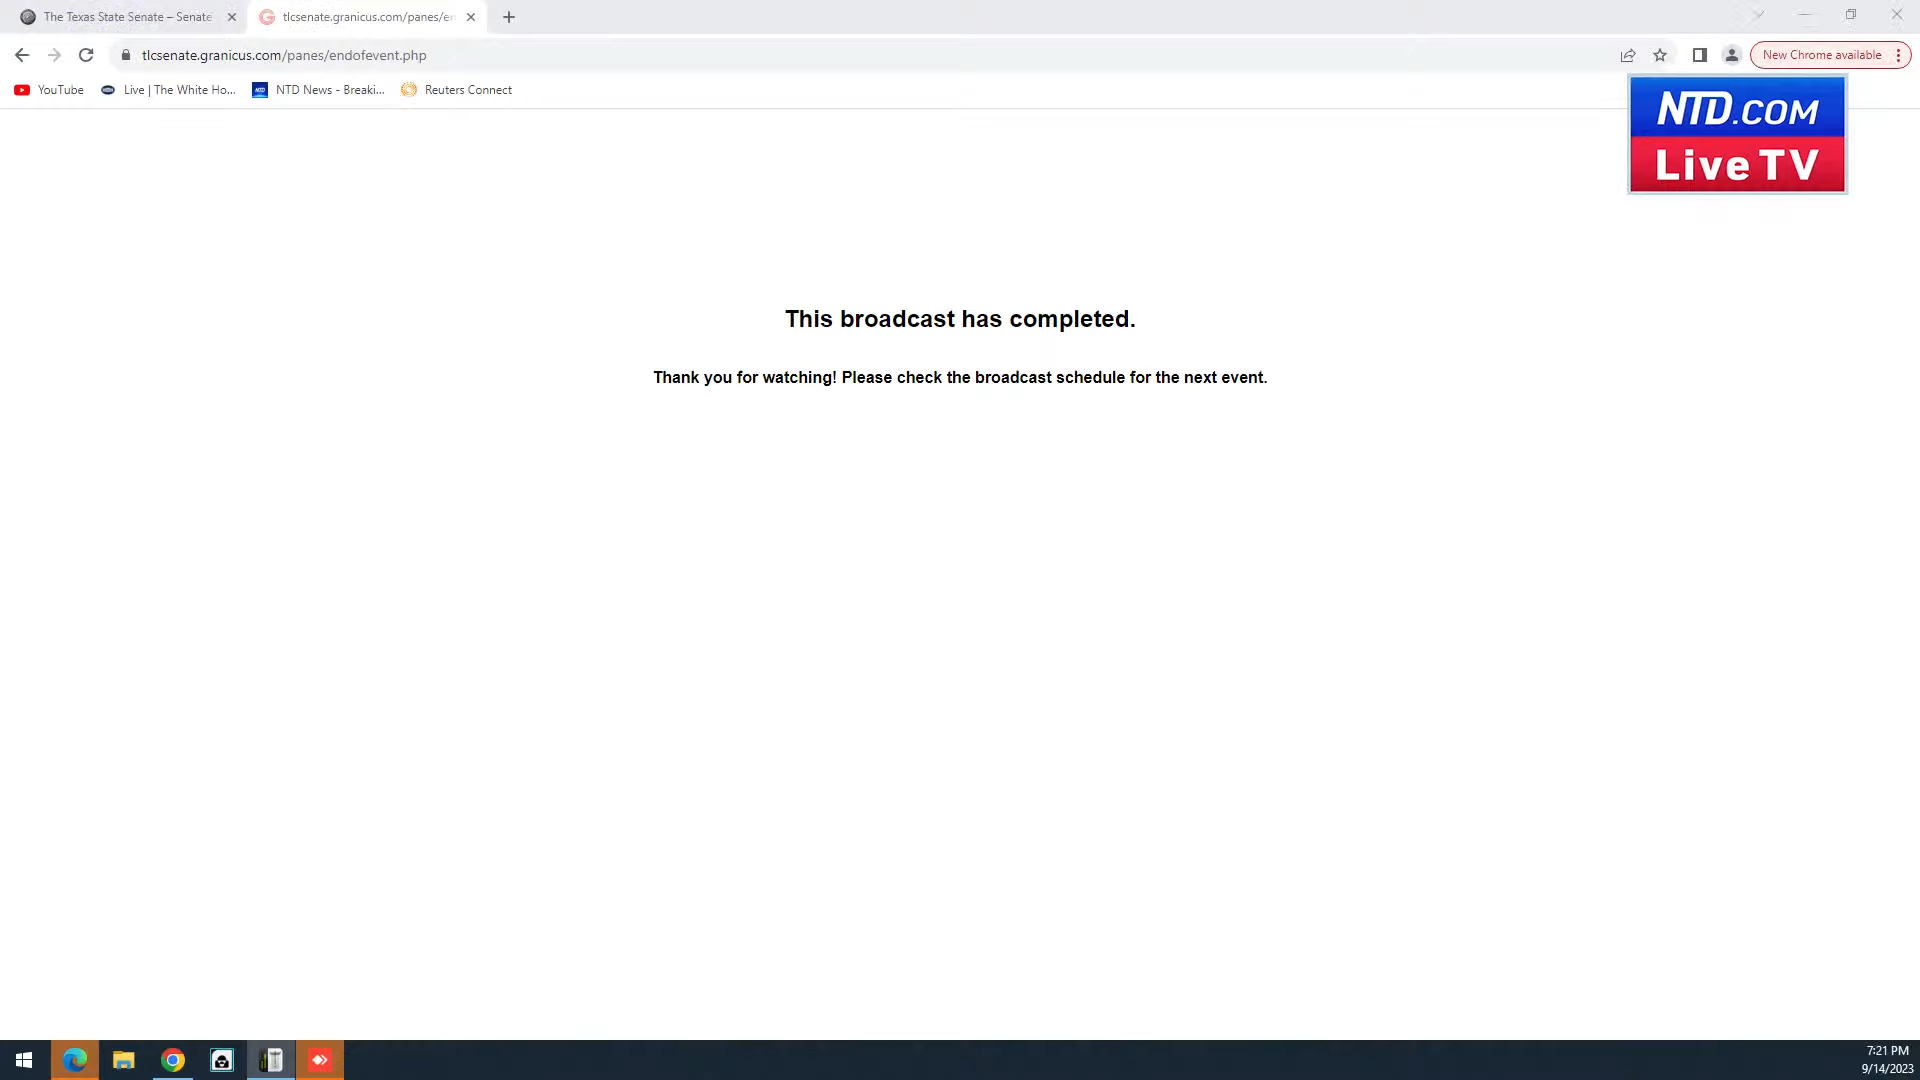 The Texas State Senate – Senate
tlcsenate.granicus.com/panes/en
tlcsenate.granicus.com/panes/endofevent.php
New Chrome available
YouTube
Live | The White Ho...
NTD News - Breaki...
Reuters Connect
NTD.COM
Live TV
This broadcast has completed.
Thank you for watching! Please check the broadcast schedule for the next event.
7:21 PM
9/14/2023